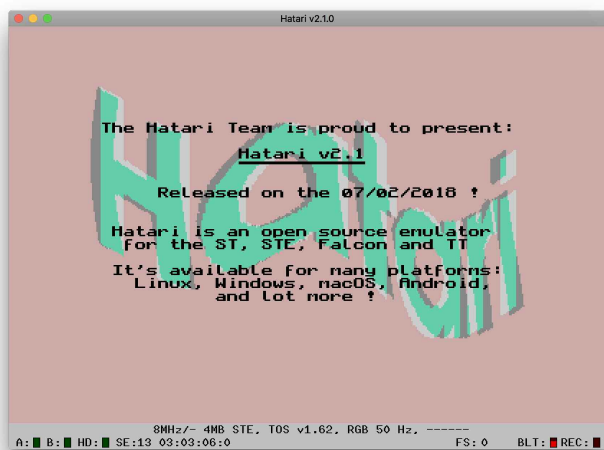 Hatari v2.1.0
Hatari
The Hatari Team is proud to present:
Hatari v2.1
Released on the 07/02/2018 !
Hatari is an open source emulator
for the ST, STE, Falcon and TT
It's available for many platforms:
Linux, Windows, macOS, Android,
and lot more !
8MHz/- 4MB STE, TOS v1.62, RGB 50 Hz, ------
A: B: HD: SE:13 03:03:06:0 FS: 0 BLT: REC: